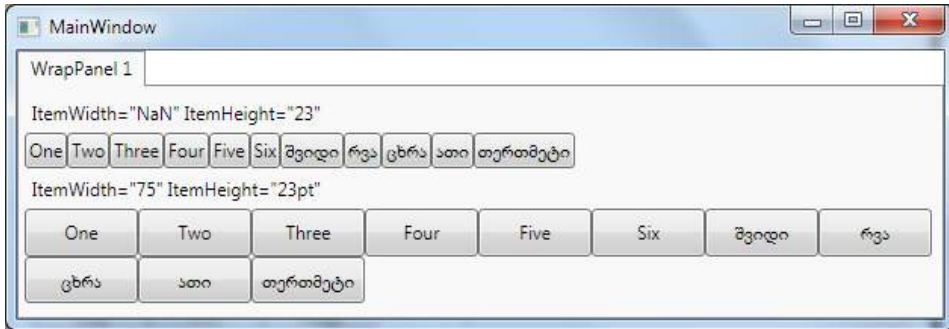 MainWindow
WrapPanel 1
ItemWidth="NaN" ItemHeight="23"
One Two Three Four Five Six შვიდი რვა ცხრა ათი თერთმეტი
ItemWidth="75" ItemHeight="23pt"
One Two Three Four Five Six შვიდი რვა
ცხრა ათი თერთმეტი